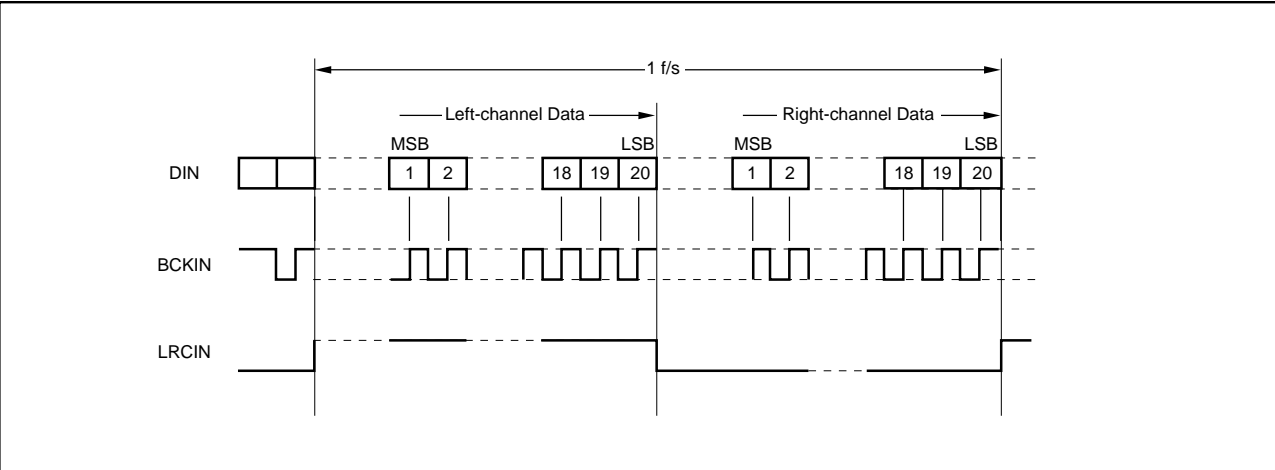 1 f/s
Left-channel Data Right-channel Data
MSB LSB MSB LSB
DIN 1 2 18 19 20 1 2 18 19 20
BCKIN
LRCIN